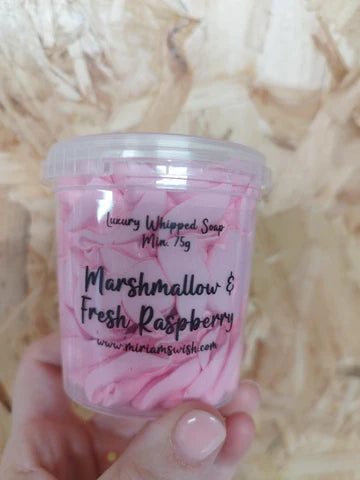 Luxury Whipped Soap
Min. 75g
Marshmallow &
Fresh Raspberry
www.miriamswish.com